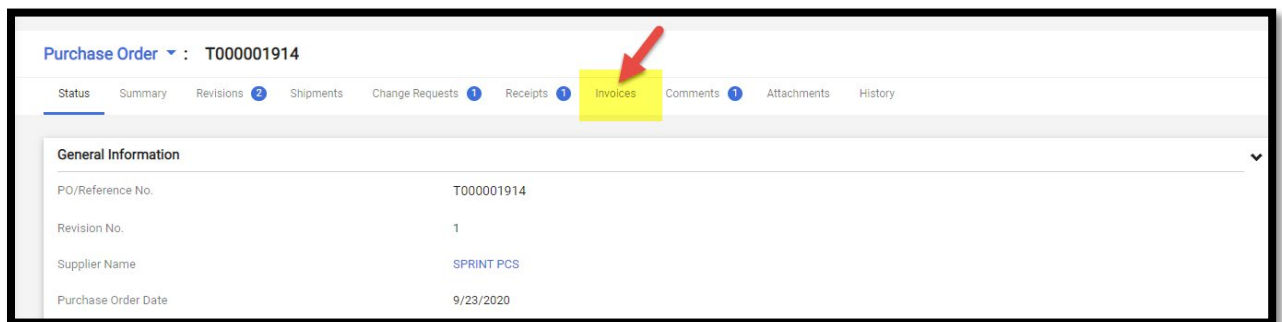 Purchase Order : T000001914
Status Summary Revisions 2 Shipments Change Requests 1 Receipts 1 Invoices Comments 1 Attachments History
General Information
PO/Reference No. T000001914
Revision No. 1
Supplier Name SPRINT PCS
Purchase Order Date 9/23/2020